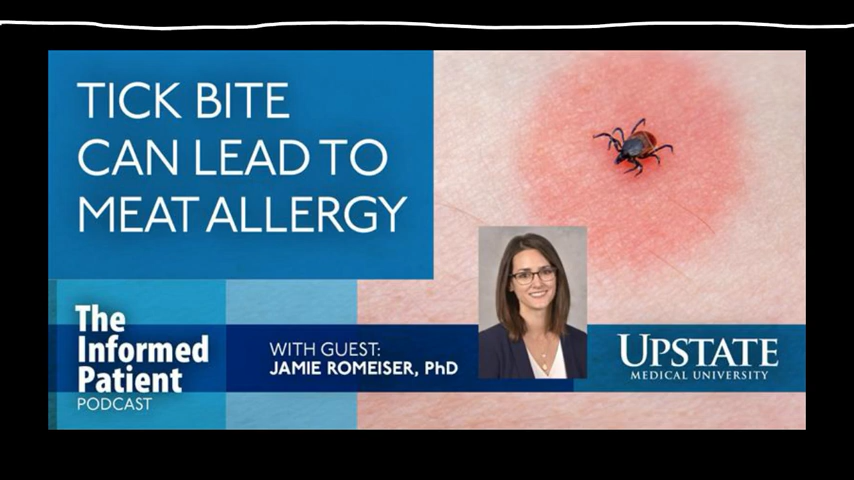 TICK BITE
CAN LEAD TO
MEAT ALLERGY
The
Informed
Patient
PODCAST
WITH GUEST:
JAMIE ROMEISER, PhD
UPSTATE
MEDICAL UNIVERSITY